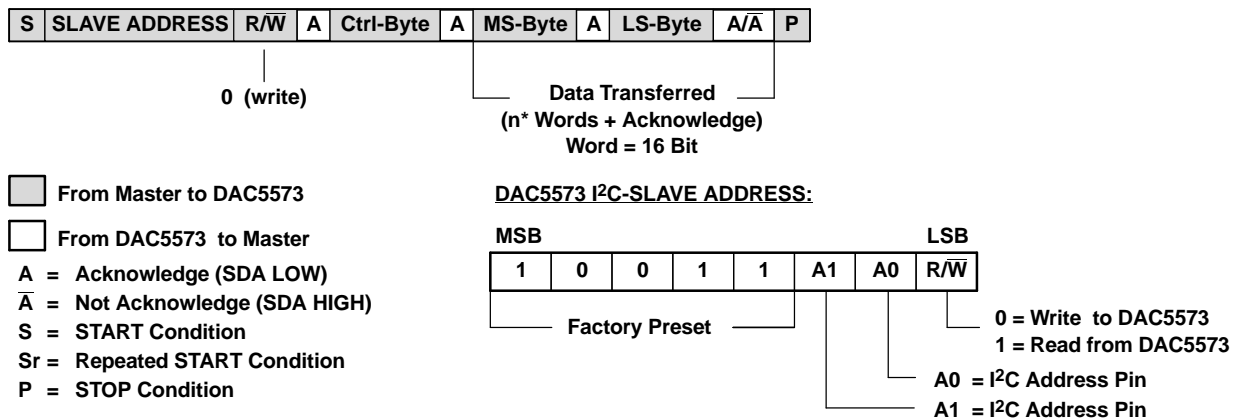 S SLAVE ADDRESS R/W̅ A Ctrl-Byte A MS-Byte A LS-Byte A/A̅ P
0 (write)
Data Transferred
(n* Words + Acknowledge)
Word = 16 Bit
From Master to DAC5573
From DAC5573 to Master
A = Acknowledge (SDA LOW)
A̅ = Not Acknowledge (SDA HIGH)
S = START Condition
Sr = Repeated START Condition
P = STOP Condition
DAC5573 I²C-SLAVE ADDRESS:
MSB LSB
1 0 0 1 1 A1 A0 R/W̅
Factory Preset
0 = Write to DAC5573
1 = Read from DAC5573
A0 = I²C Address Pin
A1 = I²C Address Pin